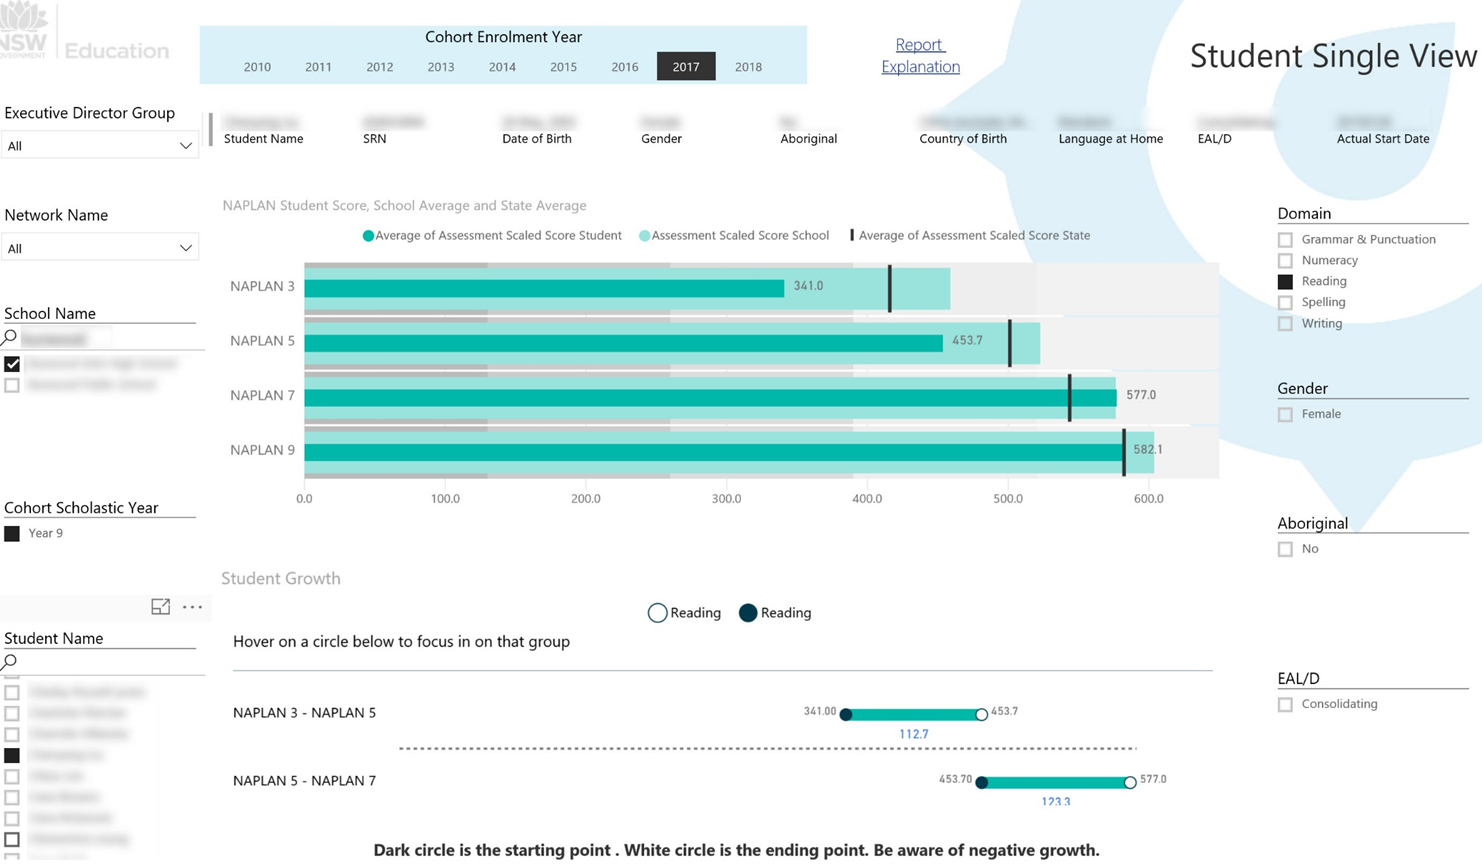 NSW
GOVERNMENT
Education
Cohort Enrolment Year
2010 2011 2012 2013 2014 2015 2016 2017 2018
Report
Explanation
Student Single View
Executive Director Group
All
Student Name SRN Date of Birth Gender Aboriginal Country of Birth Language at Home EAL/D Actual Start Date
Network Name
All
School Name
Cohort Scholastic Year
Year 9
Student Name
NAPLAN Student Score, School Average and State Average
Average of Assessment Scaled Score Student Assessment Scaled Score School Average of Assessment Scaled Score State
NAPLAN 3 341.0
NAPLAN 5 453.7
NAPLAN 7 577.0
NAPLAN 9 582.1
0.0 100.0 200.0 300.0 400.0 500.0 600.0
Student Growth
Reading Reading
Hover on a circle below to focus in on that group
NAPLAN 3 - NAPLAN 5 341.00 453.7
112.7
NAPLAN 5 - NAPLAN 7 453.70 577.0
123.3
Dark circle is the starting point . White circle is the ending point. Be aware of negative growth.
Domain
Grammar & Punctuation
Numeracy
Reading
Spelling
Writing
Gender
Female
Aboriginal
No
EAL/D
Consolidating